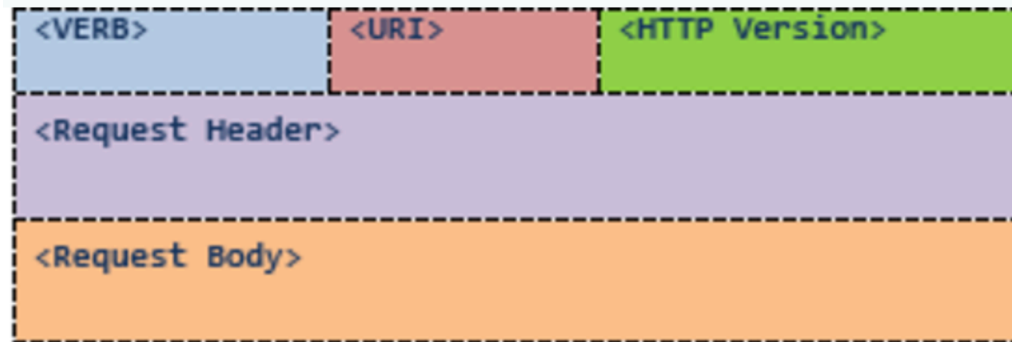 <VERB> <URI> <HTTP Version>
<Request Header>
<Request Body>